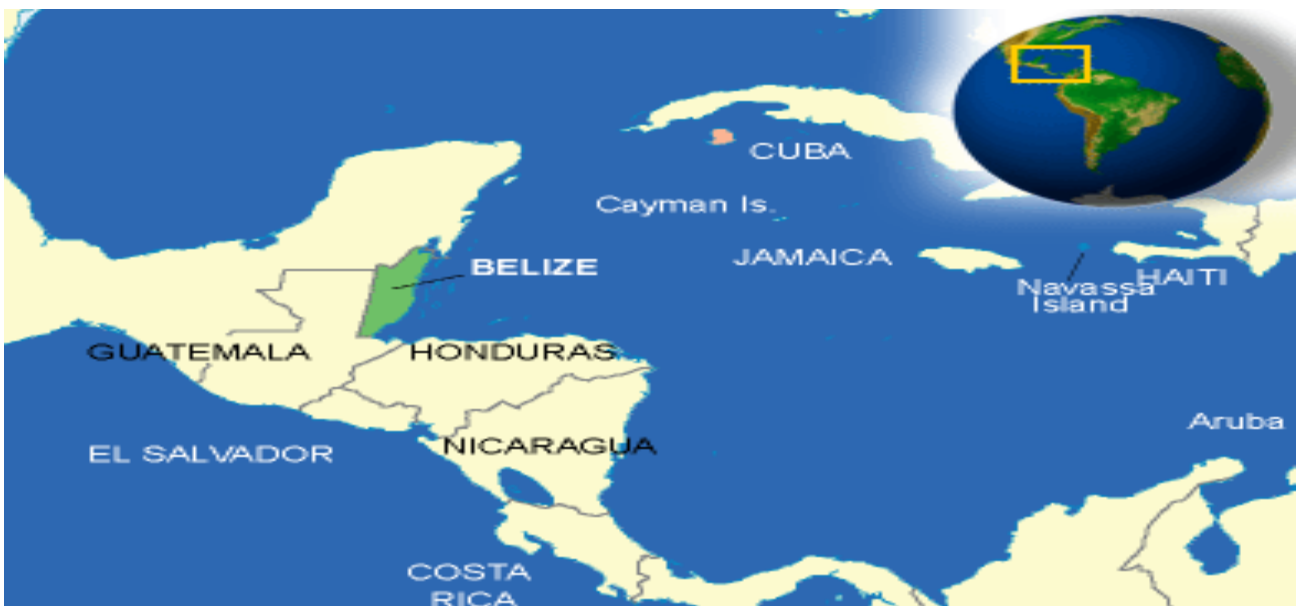 CUBA
Cayman Is.
JAMAICA
BELIZE
Navassa
Island
HAITI
GUATEMALA
HONDURAS
Aruba
EL SALVADOR
NICARAGUA
COSTA
RICA